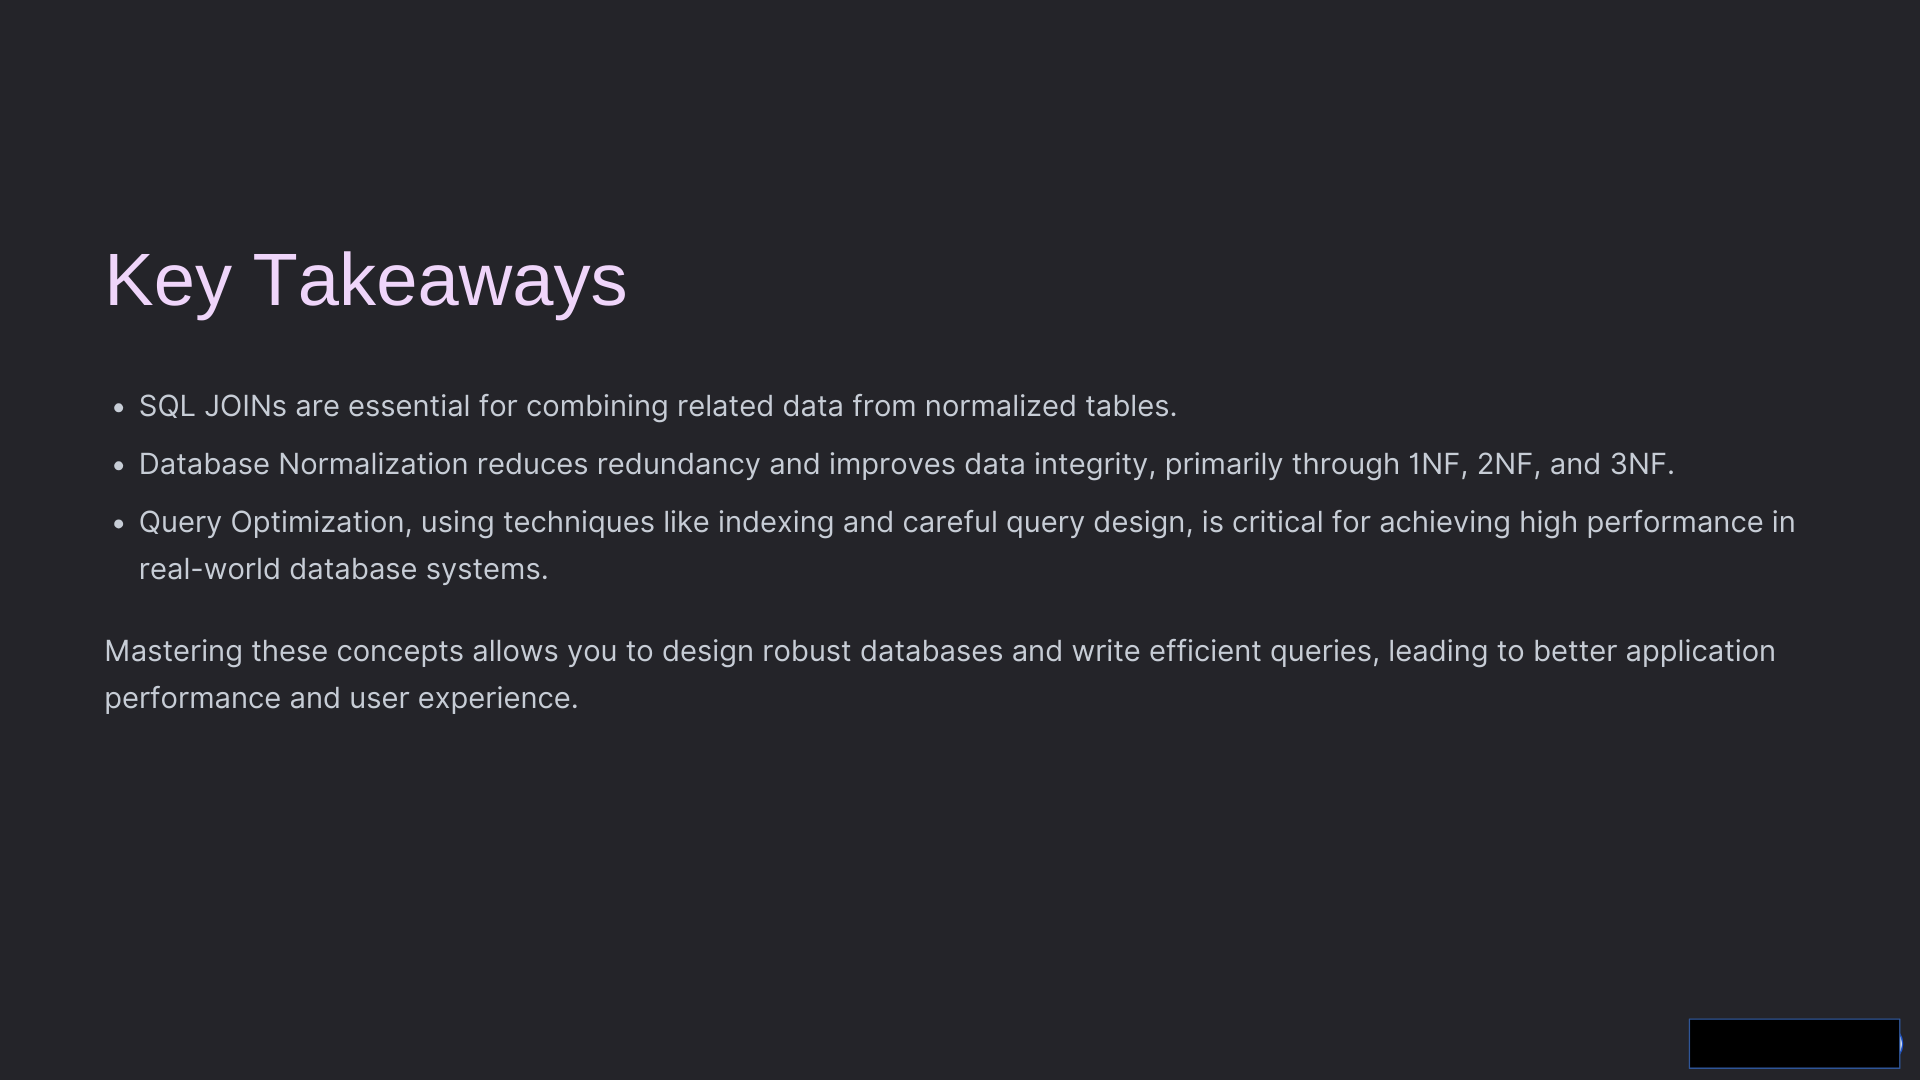 Key Takeaways
• SQL JOINs are essential for combining related data from normalized tables.
• Database Normalization reduces redundancy and improves data integrity, primarily through 1NF, 2NF, and 3NF.
• Query Optimization, using techniques like indexing and careful query design, is critical for achieving high performance in
real-world database systems.
Mastering these concepts allows you to design robust databases and write efficient queries, leading to better application
performance and user experience.